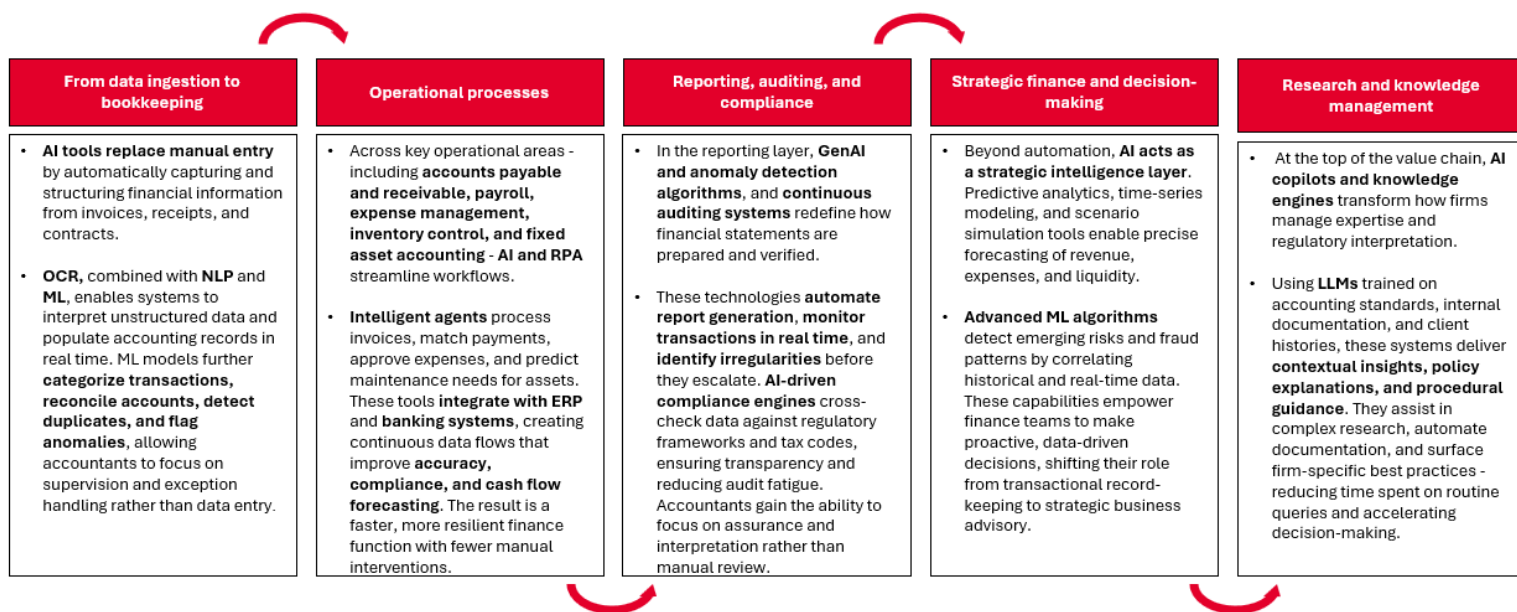 From data ingestion to
bookkeeping
• AI tools replace manual entry
by automatically capturing and
structuring financial information
from invoices, receipts, and
contracts.
• OCR, combined with NLP and
ML, enables systems to
interpret unstructured data and
populate accounting records in
real time. ML models further
categorize transactions,
reconcile accounts, detect
duplicates, and flag
anomalies, allowing
accountants to focus on
supervision and exception
handling rather than data entry.
Operational processes
• Across key operational areas -
including accounts payable
and receivable, payroll,
expense management,
inventory control, and fixed
asset accounting - AI and RPA
streamline workflows.
• Intelligent agents process
invoices, match payments,
approve expenses, and predict
maintenance needs for assets.
These tools integrate with ERP
and banking systems, creating
continuous data flows that
improve accuracy,
compliance, and cash flow
forecasting. The result is a
faster, more resilient finance
function with fewer manual
interventions.
Reporting, auditing, and
compliance
• In the reporting layer, GenAI
and anomaly detection
algorithms, and continuous
auditing systems redefine how
financial statements are
prepared and verified.
• These technologies automate
report generation, monitor
transactions in real time, and
identify irregularities before
they escalate. AI-driven
compliance engines cross-
check data against regulatory
frameworks and tax codes,
ensuring transparency and
reducing audit fatigue.
Accountants gain the ability to
focus on assurance and
interpretation rather than
manual review.
Strategic finance and decision-
making
• Beyond automation, AI acts as
a strategic intelligence layer.
Predictive analytics, time-series
modeling, and scenario
simulation tools enable precise
forecasting of revenue,
expenses, and liquidity.
• Advanced ML algorithms
detect emerging risks and fraud
patterns by correlating
historical and real-time data.
These capabilities empower
finance teams to make
proactive, data-driven
decisions, shifting their role
from transactional record-
keeping to strategic business
advisory.
Research and knowledge
management
• At the top of the value chain, AI
copilots and knowledge
engines transform how firms
manage expertise and
regulatory interpretation.
• Using LLMs trained on
accounting standards, internal
documentation, and client
histories, these systems deliver
contextual insights, policy
explanations, and procedural
guidance. They assist in
complex research, automate
documentation, and surface
firm-specific best practices -
reducing time spent on routine
queries and accelerating
decision-making.